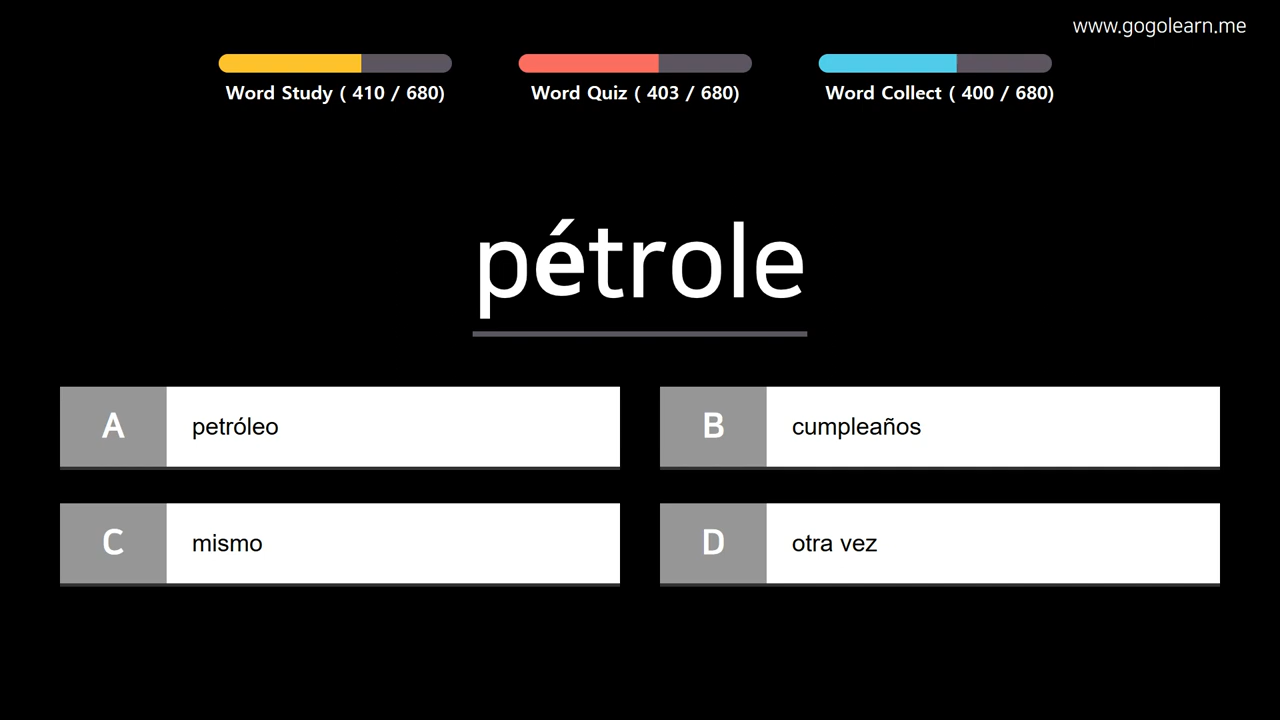 www.gogolearn.me
Word Study ( 410 / 680)
Word Quiz ( 403 / 680)
Word Collect ( 400 / 680)
pétrole
A petróleo
B cumpleaños
C mismo
D otra vez